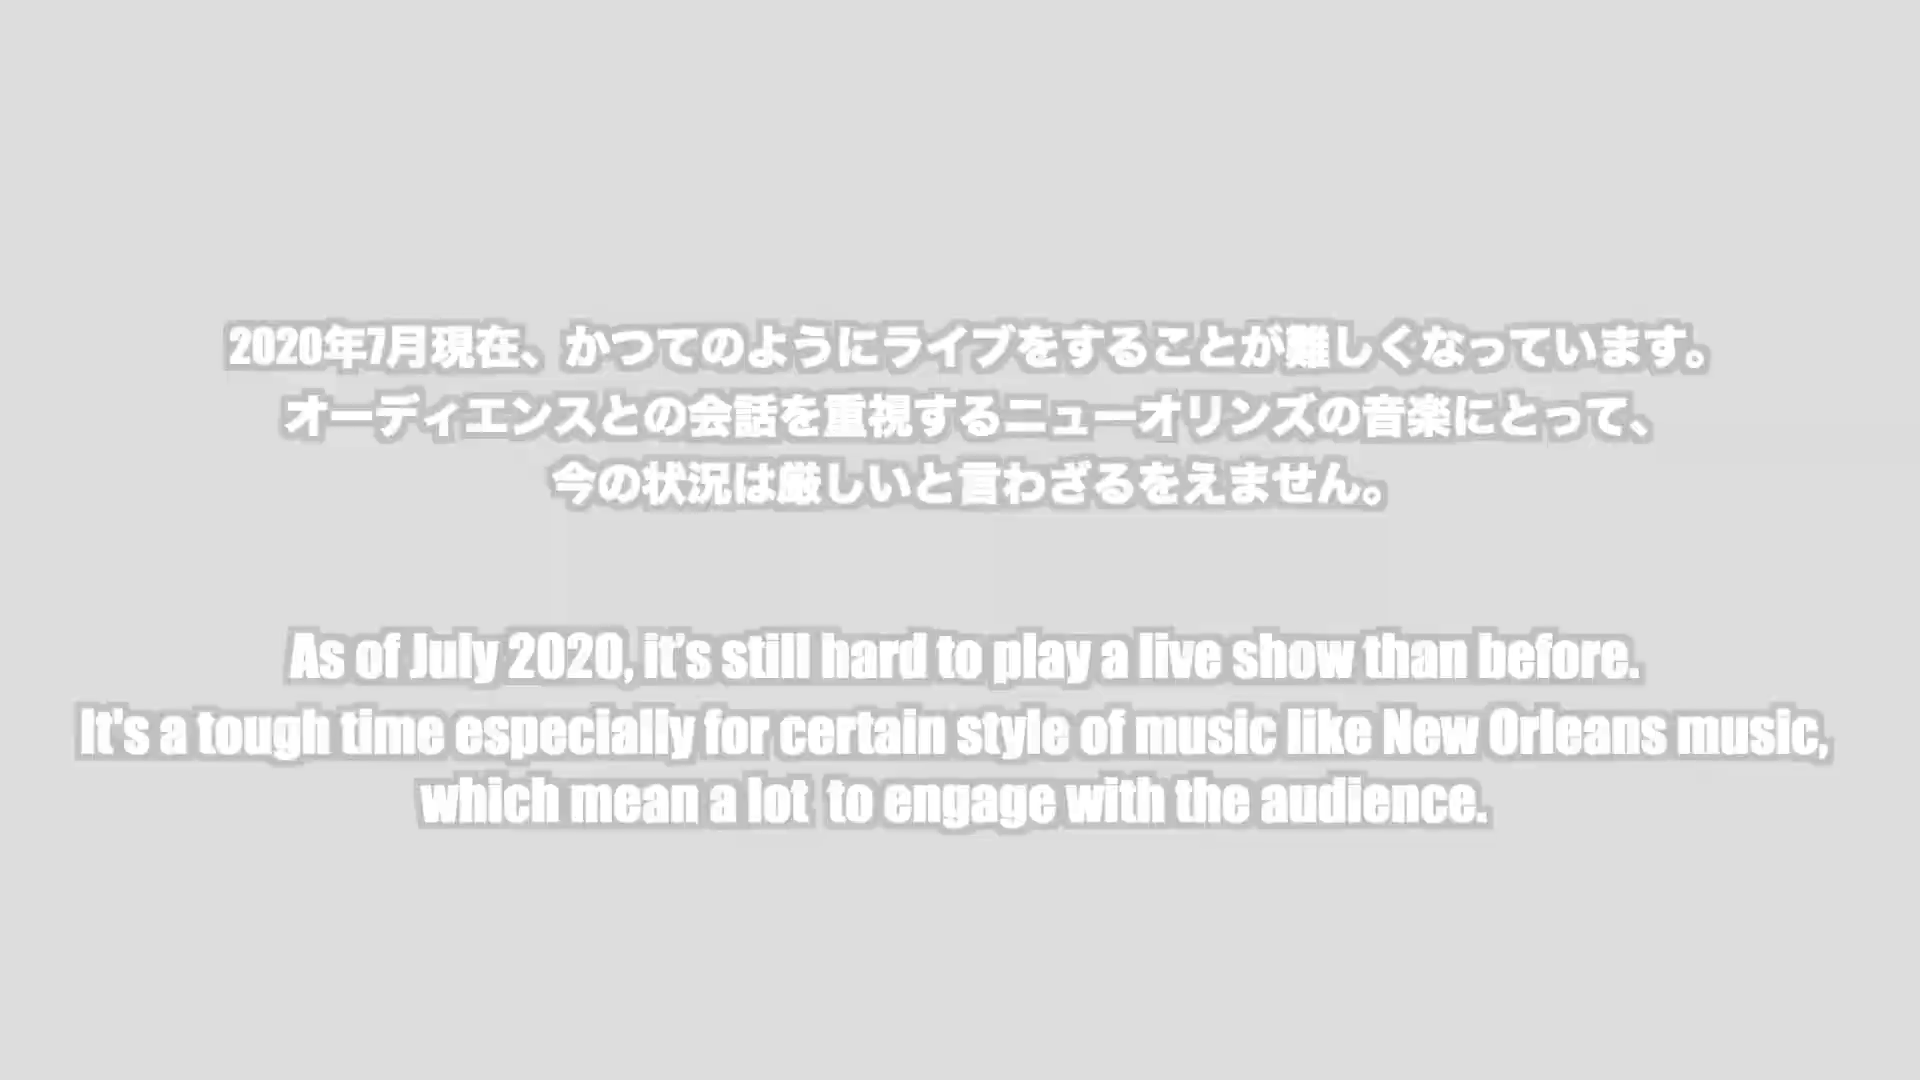 2020年7月現在、かつてのようにライブをすることが難しくなっています。
オーディエンスとの会話を重視するニューオリンズの音楽にとって、
今の状況は厳しいと言わざるをえません。
As of July 2020, it's still hard to play a live show than before.
It's a tough time especially for certain style of music like New Orleans music,
which mean a lot  to engage with the audience.